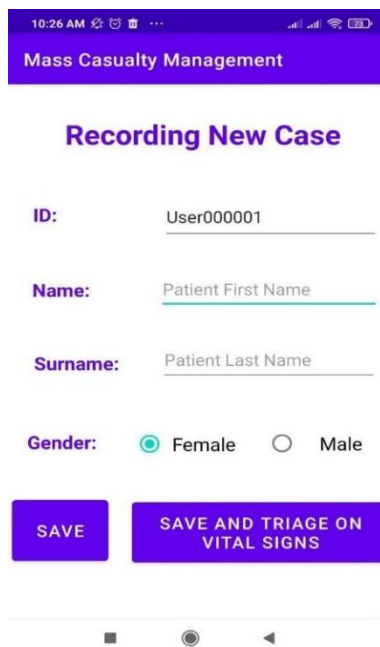 10:26 AM ...
73
Mass Casualty Management
Recording New Case
ID: User000001
Name: Patient First Name
Surname: Patient Last Name
Gender: Female Male
SAVE
SAVE AND TRIAGE ON
VITAL SIGNS